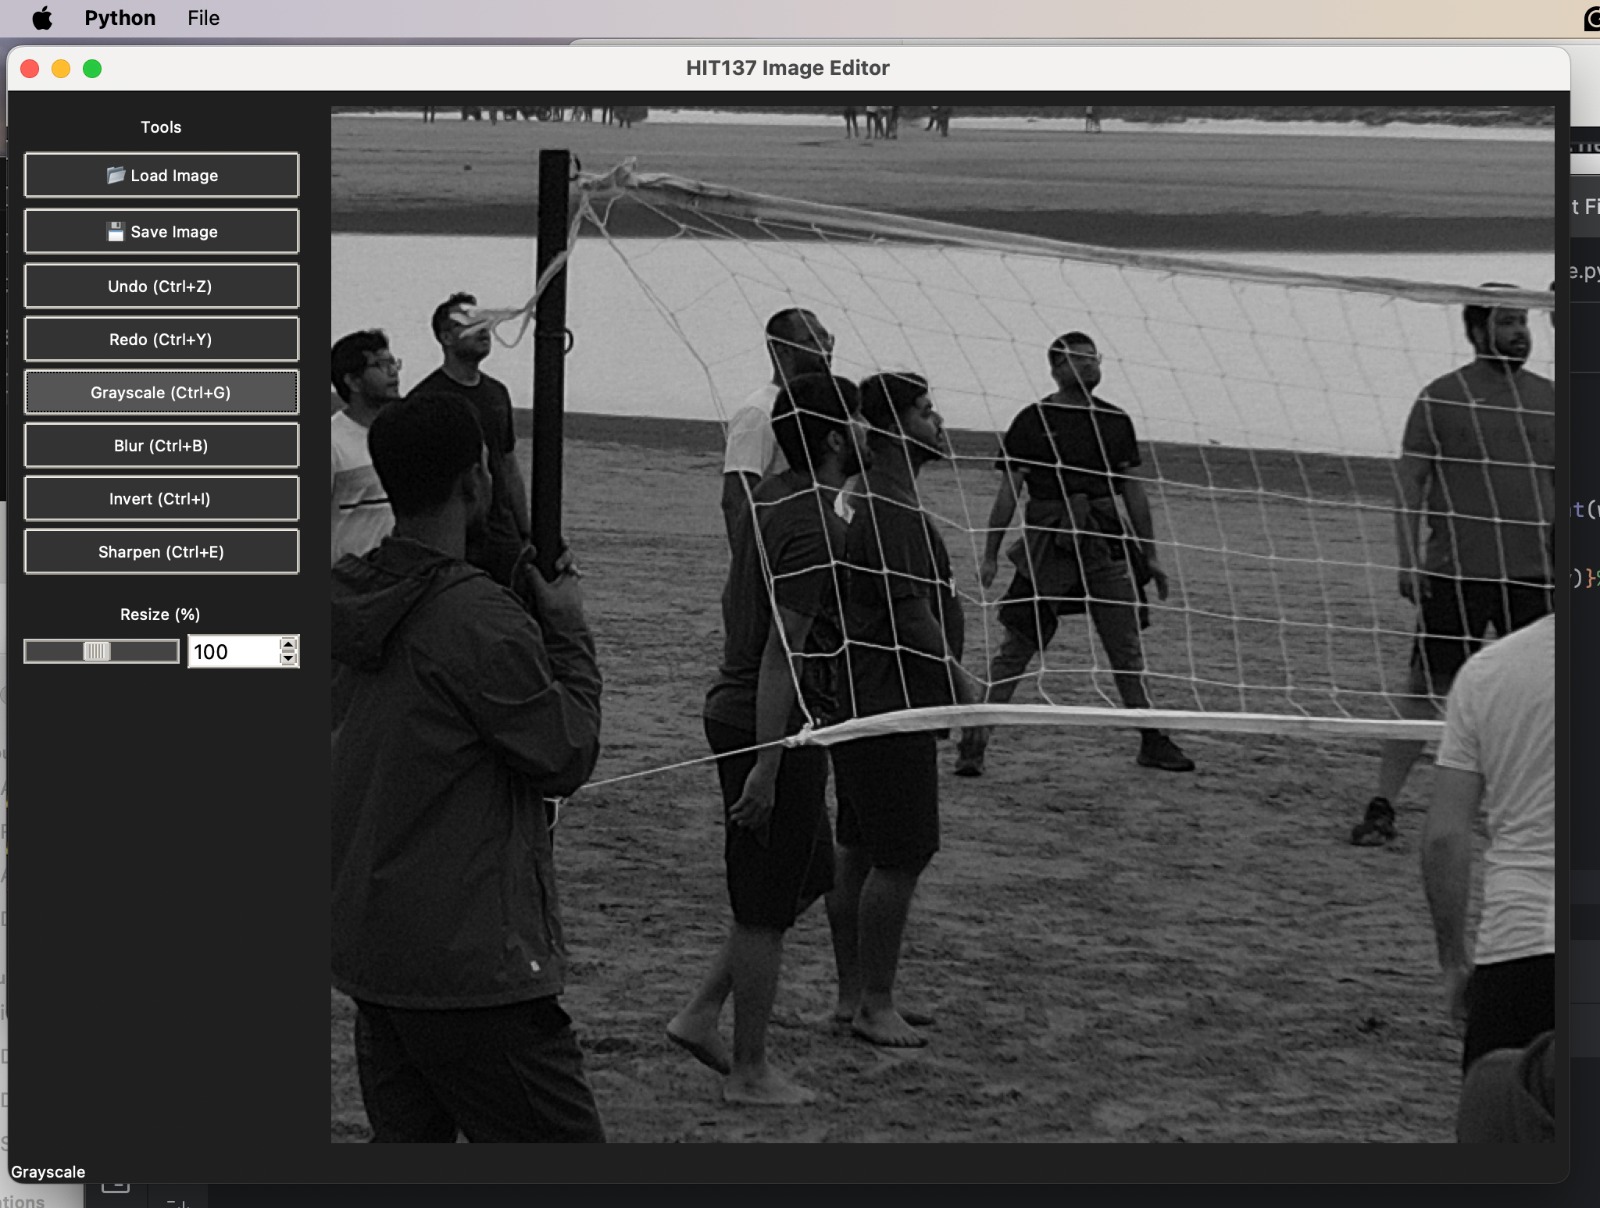 Python File
HIT137 Image Editor
Tools
Load Image
Save Image
Undo (Ctrl+Z)
Redo (Ctrl+Y)
Grayscale (Ctrl+G)
Blur (Ctrl+B)
Invert (Ctrl+I)
Sharpen (Ctrl+E)
Resize (%)
100
Grayscale
t Fi
e.py
t(
)}%
tions